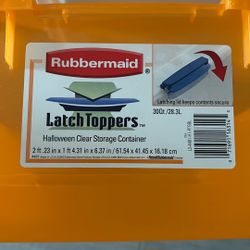 Rubbermaid
LatchToppers™
Halloween Clear Storage Container
2 ft .23 in x 1 ft 4.31 in x 6.37 in / 61.54 x 41.45 x 16.18 cm
30Qt./28.3L
Latching lid keeps contents secure